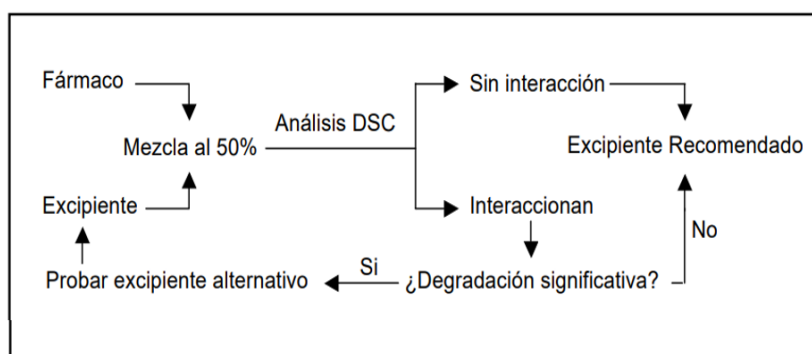 Fármaco
Sin interacción
Análisis DSC
Mezcla al 50%
Excipiente Recomendado
Excipiente
Interaccionan
No
Si
Probar excipiente alternativo
¿Degradación significativa?